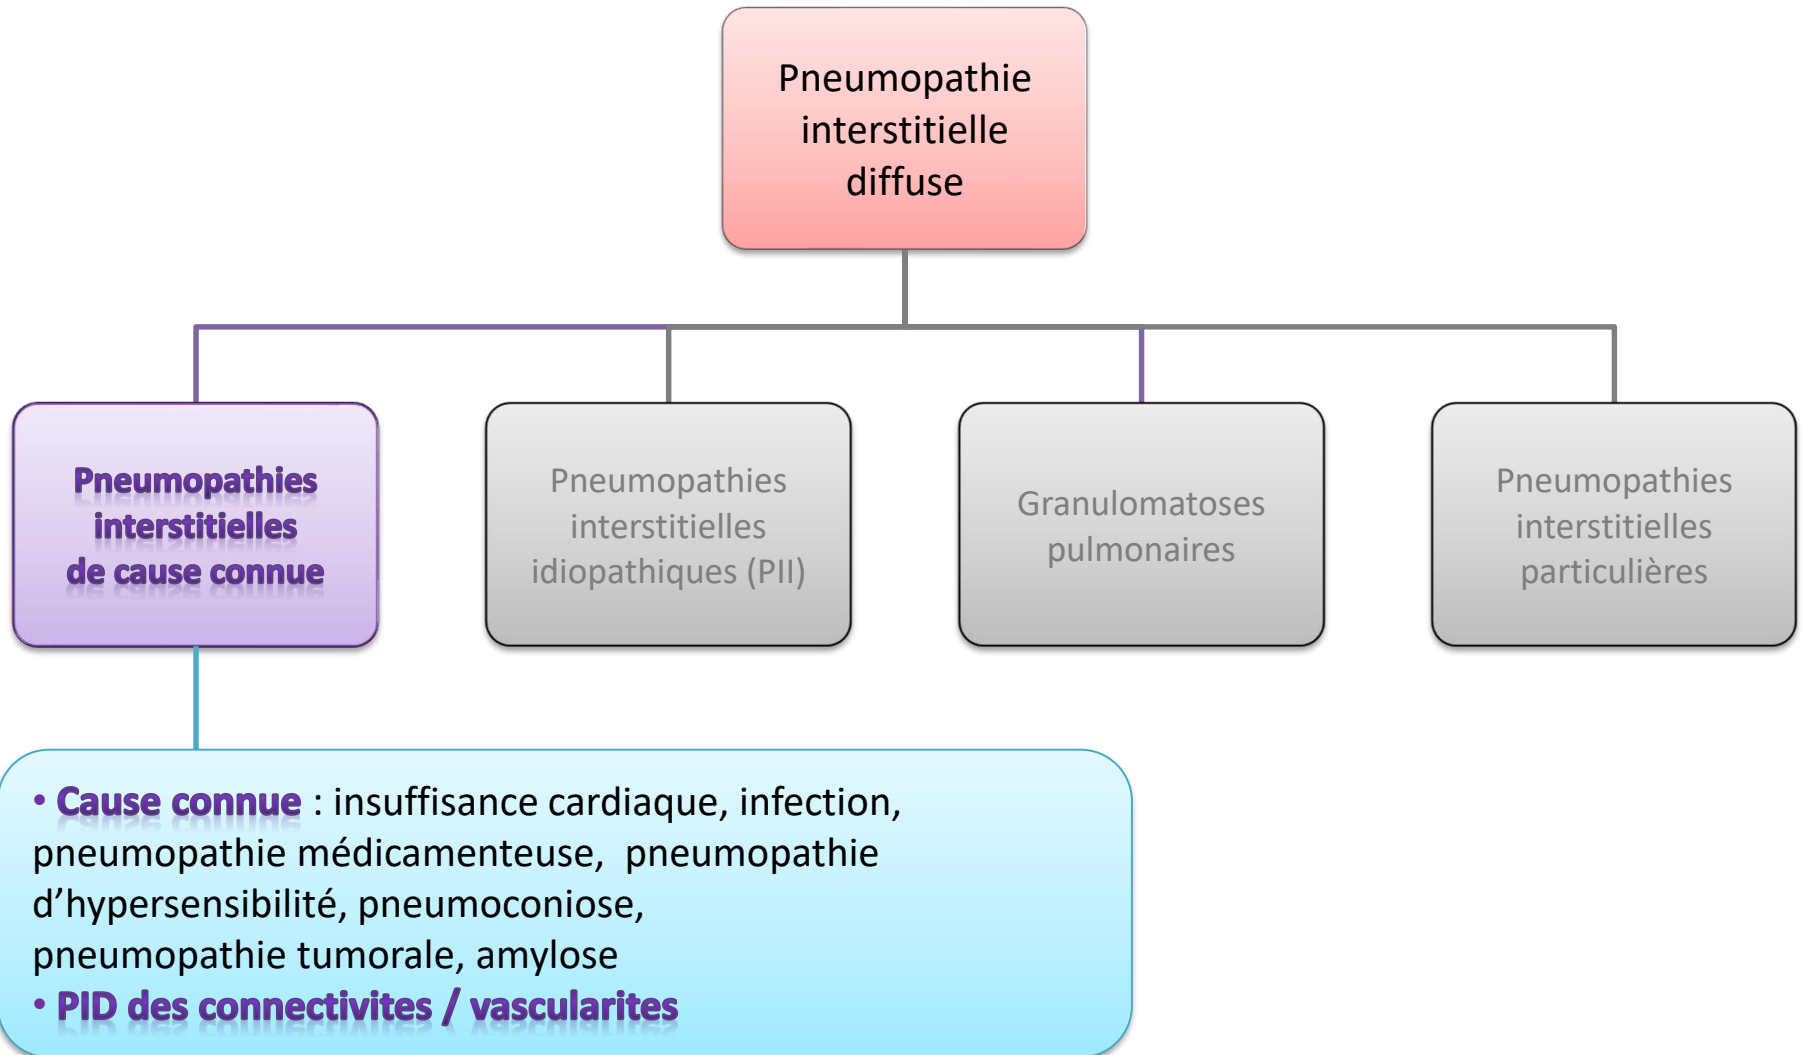 Pneumopathie
interstitielle
diffuse
Pneumopathies
interstitielles
de cause connue
Pneumopathies
interstitielles
idiopathiques (PII)
Granulomatoses
pulmonaires
Pneumopathies
interstitielles
particulières
• Cause connue : insuffisance cardiaque, infection,
pneumopathie médicamenteuse, pneumopathie
d’hypersensibilité, pneumoconiose,
pneumopathie tumorale, amylose
• PID des connectivites / vascularites